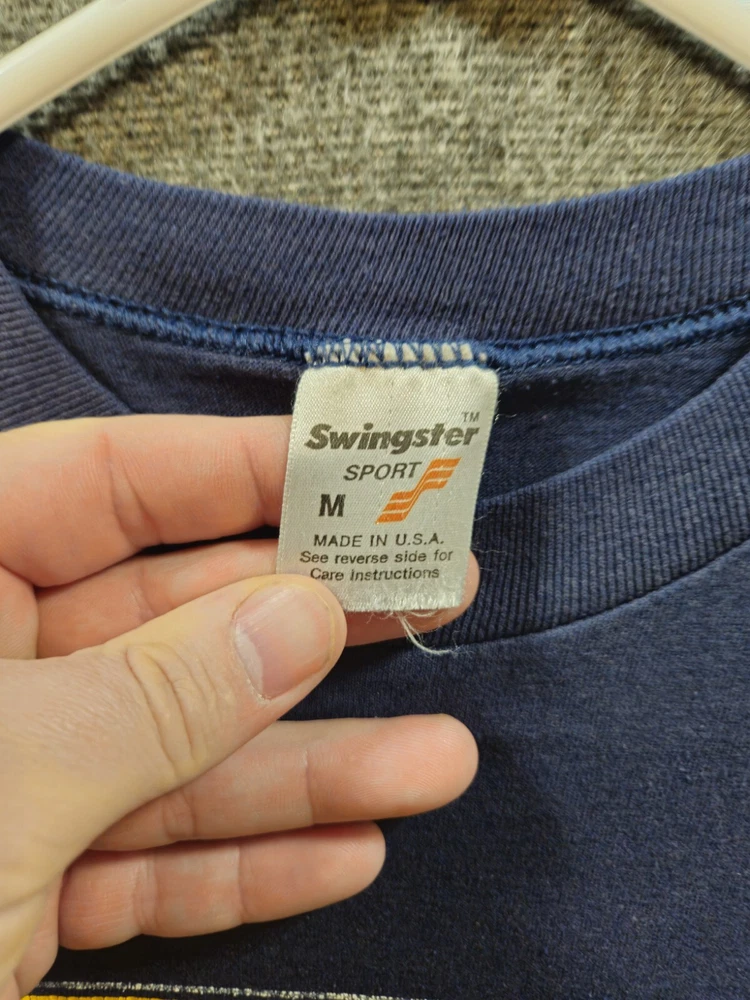 Swingster™
SPORT
M
MADE IN U.S.A.
See reverse side for
Care Instructions